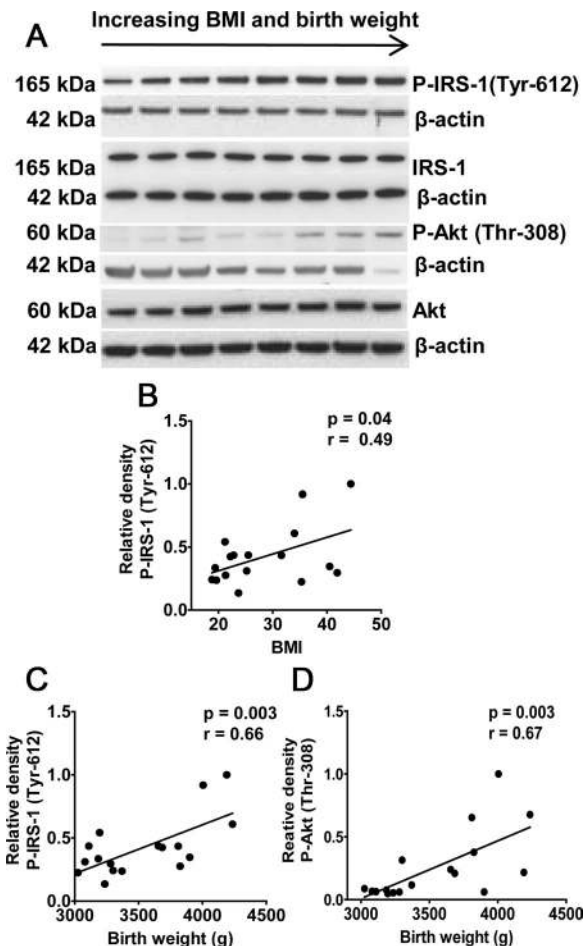 A
Increasing BMI and birth weight
165 kDa P-IRS-1(Tyr-612)
42 kDa β-actin
165 kDa IRS-1
42 kDa β-actin
60 kDa P-Akt (Thr-308)
42 kDa β-actin
60 kDa Akt
42 kDa β-actin
B
p = 0.04
r = 0.49
Relative density
P-IRS-1 (Tyr-612)
1.5
1.0
0.5
0.0
10 20 30 40 50
BMI
C
p = 0.003
r = 0.66
Relative density
P-IRS-1 (Tyr-612)
1.5
1.0
0.5
0.0
3000 3500 4000 4500
Birth weight (g)
D
p = 0.003
r = 0.67
Relative density
P-Akt (Thr-308)
1.5
1.0
0.5
0.0
3000 3500 4000 4500
Birth weight (g)